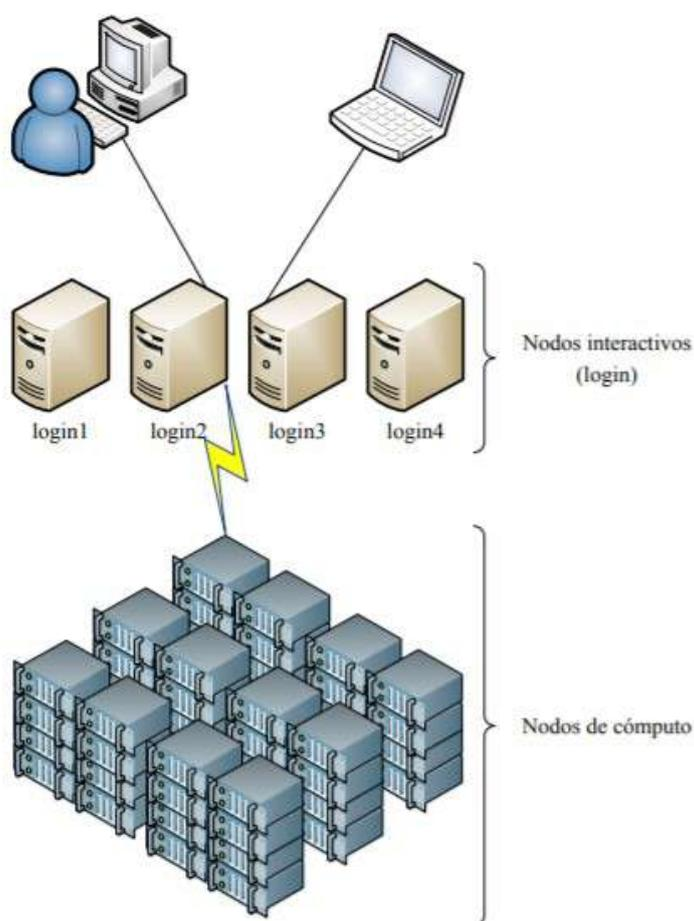 Nodos interactivos
(login)
login1
login2
login3
login4
Nodos de cómputo